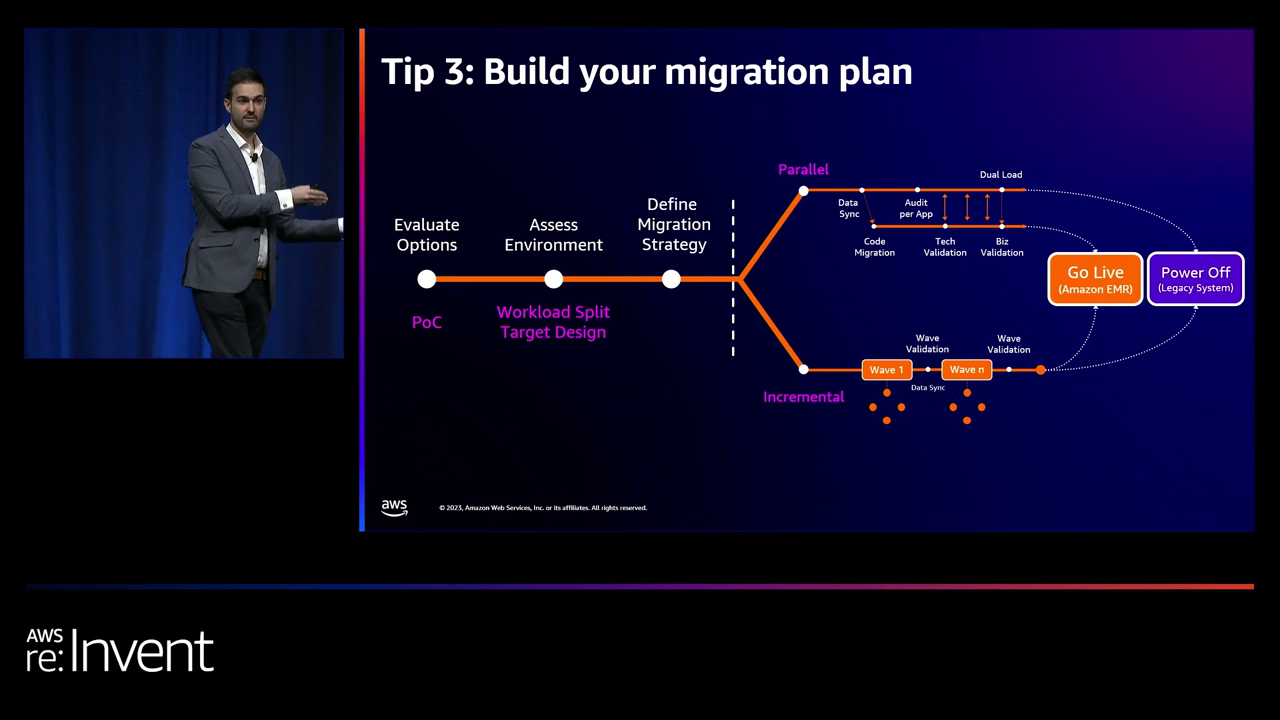 Tip 3: Build your migration plan
Evaluate
Options
Assess
Environment
Define
Migration
Strategy
PoC
Workload Split
Target Design
Parallel
Data
Sync
Audit
per App
Dual Load
Code
Migration
Tech
Validation
Biz
Validation
Go Live
(Amazon EMR)
Power Off
(Legacy System)
Incremental
Wave 1
Wave
Validation
Data Sync
Wave n
Wave
Validation
aws
© 2023, Amazon Web Services, Inc. or its affiliates. All rights reserved.
AWS
re:Invent